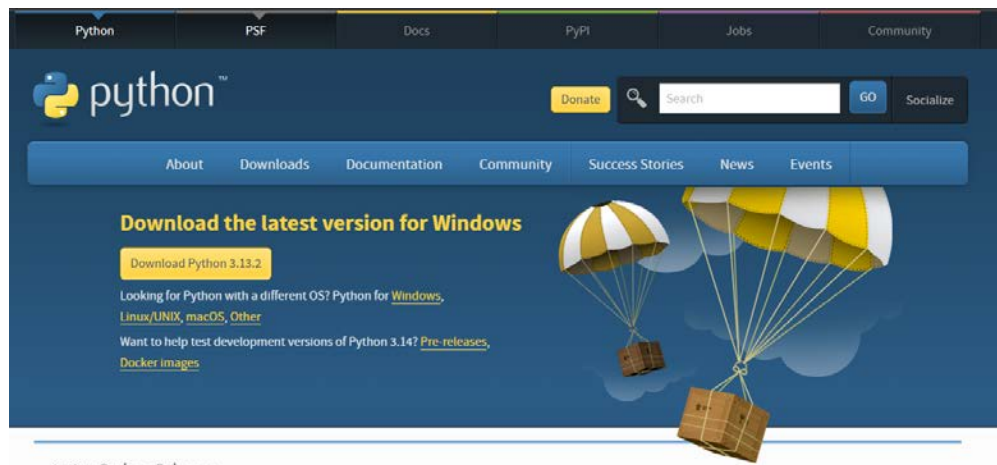 Python PSF Docs PyPI Jobs Community
python™
Donate Search GO Socialize
About Downloads Documentation Community Success Stories News Events
Download the latest version for Windows
Download Python 3.13.2
Looking for Python with a different OS? Python for Windows,
Linux/UNIX, macOS, Other
Want to help test development versions of Python 3.14? Pre-releases,
Docker images